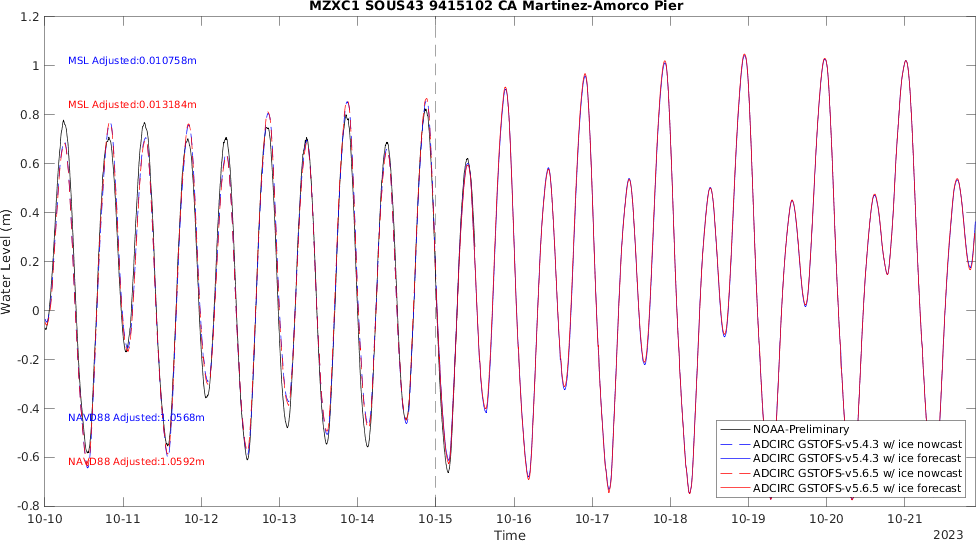 MZXC1 SOUS43 9415102 CA Martinez-Amorco Pier
1.2
1
0.8
0.6
0.4
0.2
0
-0.2
-0.4
-0.6
-0.8
Water Level (m)
MSL Adjusted:0.010758m
MSL Adjusted:0.013184m
NAVD88 Adjusted:1.0568m
NAVD88 Adjusted:1.0592m
NOAA-Preliminary
ADCIRC GSTOFS-v5.4.3 w/ ice nowcast
ADCIRC GSTOFS-v5.4.3 w/ ice forecast
ADCIRC GSTOFS-v5.6.5 w/ ice nowcast
ADCIRC GSTOFS-v5.6.5 w/ ice forecast
10-10 10-11 10-12 10-13 10-14 10-15 10-16 10-17 10-18 10-19 10-20 10-21
Time
2023